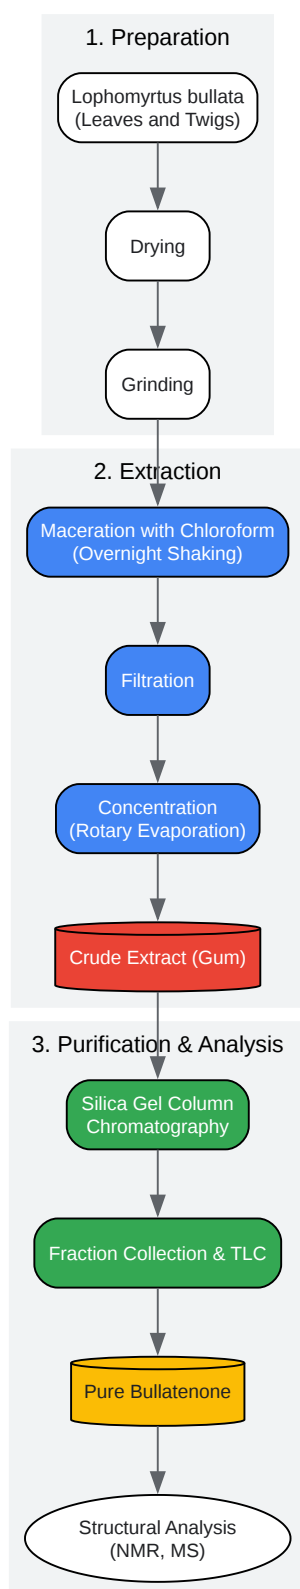 1. Preparation
Lophomyrtus bullata
(Leaves and Twigs)
Drying
Grinding
2. Extraction
Maceration with Chloroform
(Overnight Shaking)
Filtration
Concentration
(Rotary Evaporation)
Crude Extract (Gum)
3. Purification & Analysis
Silica Gel Column
Chromatography
Fraction Collection & TLC
Pure Bullatenone
Structural Analysis
(NMR, MS)